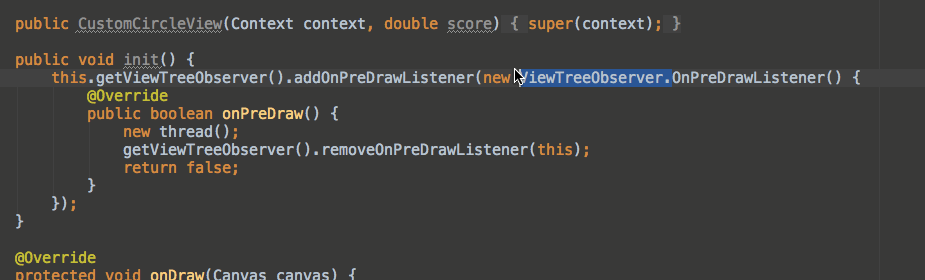 public CustomCircleView(Context context, double score) { super(context); }
public void init() {
this.getViewTreeObserver().addOnPreDrawListener(new ViewTreeObserver.OnPreDrawListener() {
@Override
public boolean onPreDraw() {
new thread();
getViewTreeObserver().removeOnPreDrawListener(this);
return false;
}
});
}
@Override
protected void onDraw(Canvas canvas) {